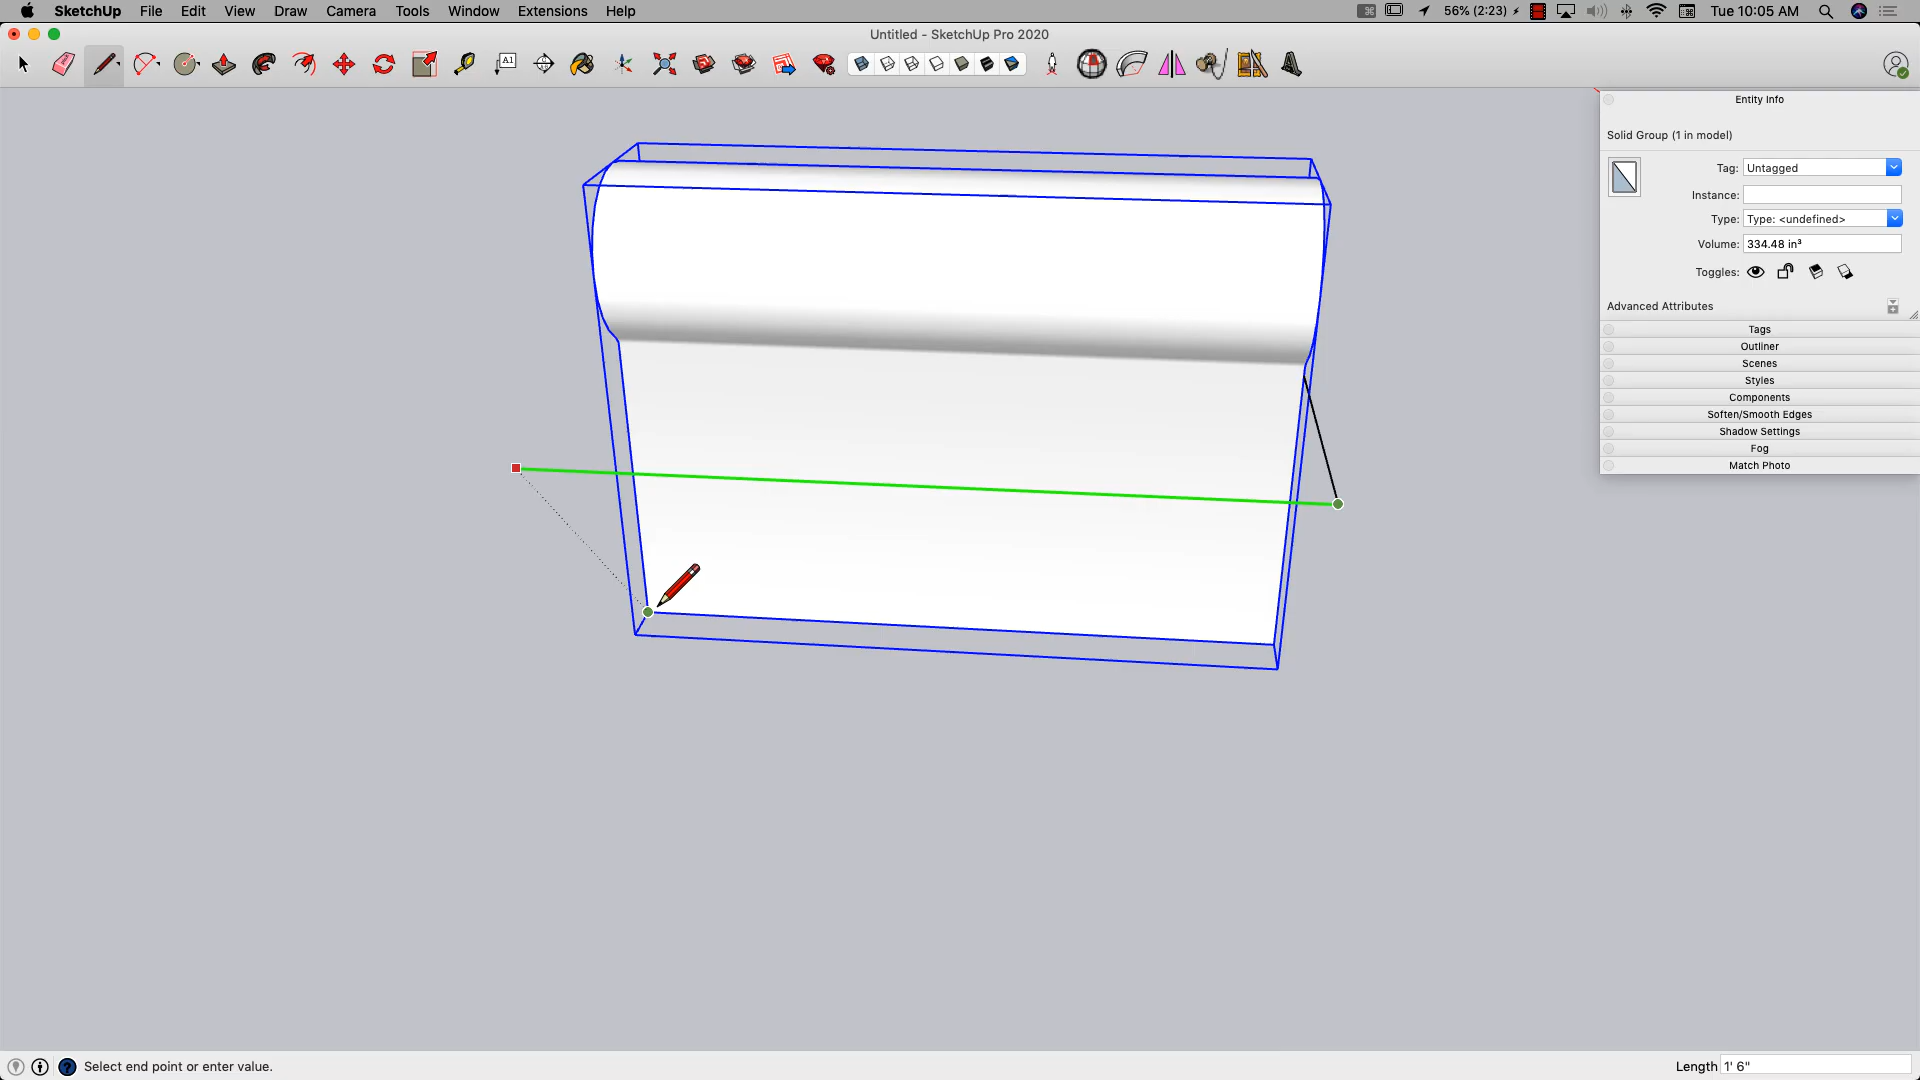 SketchUp File Edit View Draw Camera Tools Window Extensions Help 56% (2:23) Tue 10:05 AM
Untitled - SketchUp Pro 2020
A1
Entity Info
Solid Group (1 in model)
Tag: Untagged
Instance:
Type: Type: <undefined>
Volume: 334.48 in³
Toggles:
Advanced Attributes
Tags
Outliner
Scenes
Styles
Components
Soften/Smooth Edges
Shadow Settings
Fog
Match Photo
Select end point or enter value.
Length 1' 6"